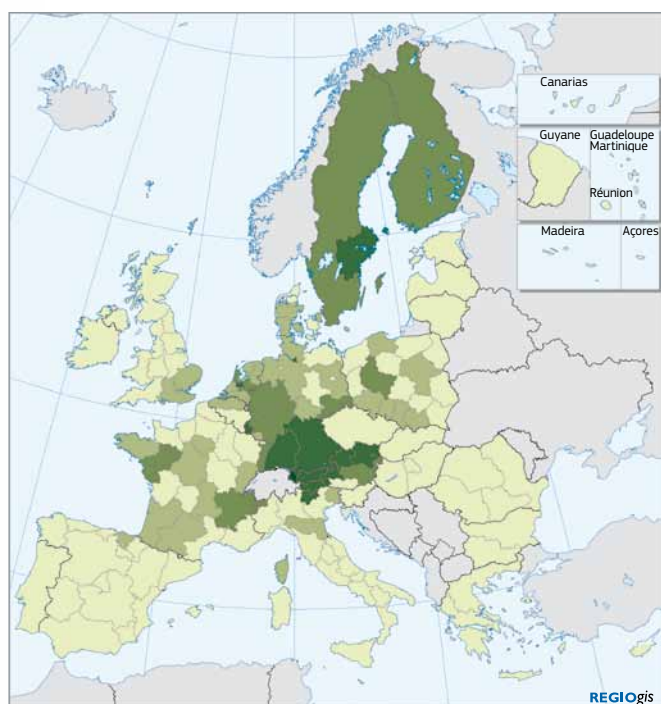 Canarias
Guyane
Guadeloupe
Martinique
Réunion
Madeira
Açores
REGIOgis